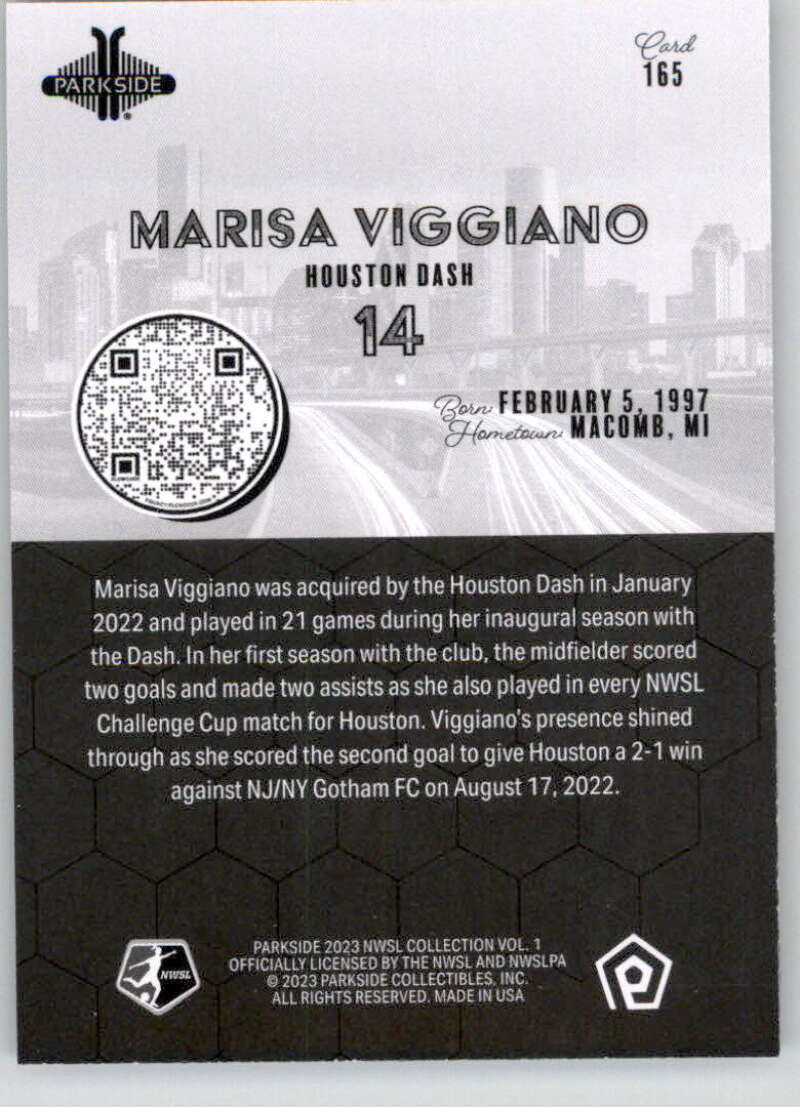 PARKSIDE
®
Card
165
MARISA VIGGIANO
HOUSTON DASH
14
Born: FEBRUARY 5, 1997
Hometown: MACOMB, MI
Marisa Viggiano was acquired by the Houston Dash in January
2022 and played in 21 games during her inaugural season with
the Dash. In her first season with the club, the midfielder scored
two goals and made two assists as she also played in every NWSL
Challenge Cup match for Houston. Viggiano's presence shined
through as she scored the second goal to give Houston a 2-1 win
against NJ/NY Gotham FC on August 17, 2022.
NWSL
PARKSIDE 2023 NWSL COLLECTION VOL. 1
OFFICIALLY LICENSED BY THE NWSL AND NWSLPA
© 2023 PARKSIDE COLLECTIBLES, INC.
ALL RIGHTS RESERVED. MADE IN USA